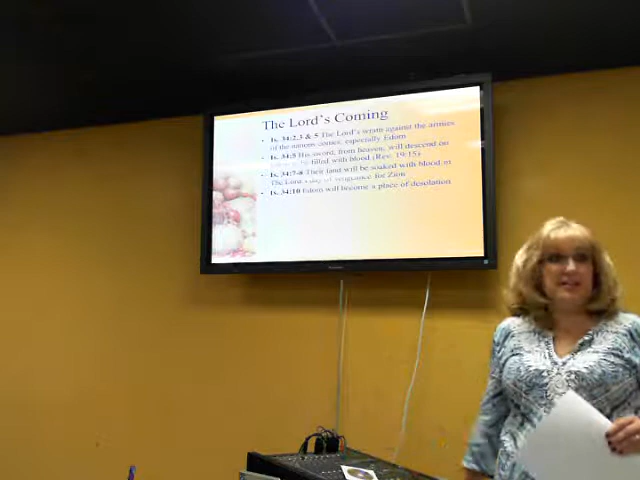 The Lord's Coming
• Is. 34:2,3 & 5 The Lord's wrath against the armies
of the nations comes, especially Edom
• Is. 34:5 His sword, from heaven, will descend on
filled with blood (Rev. 19:15)
• Is. 34:7-8 Their land will be soaked with blood in
The Lord's day of vengeance for Zion
• Is. 34:10 Edom will become a place of desolation